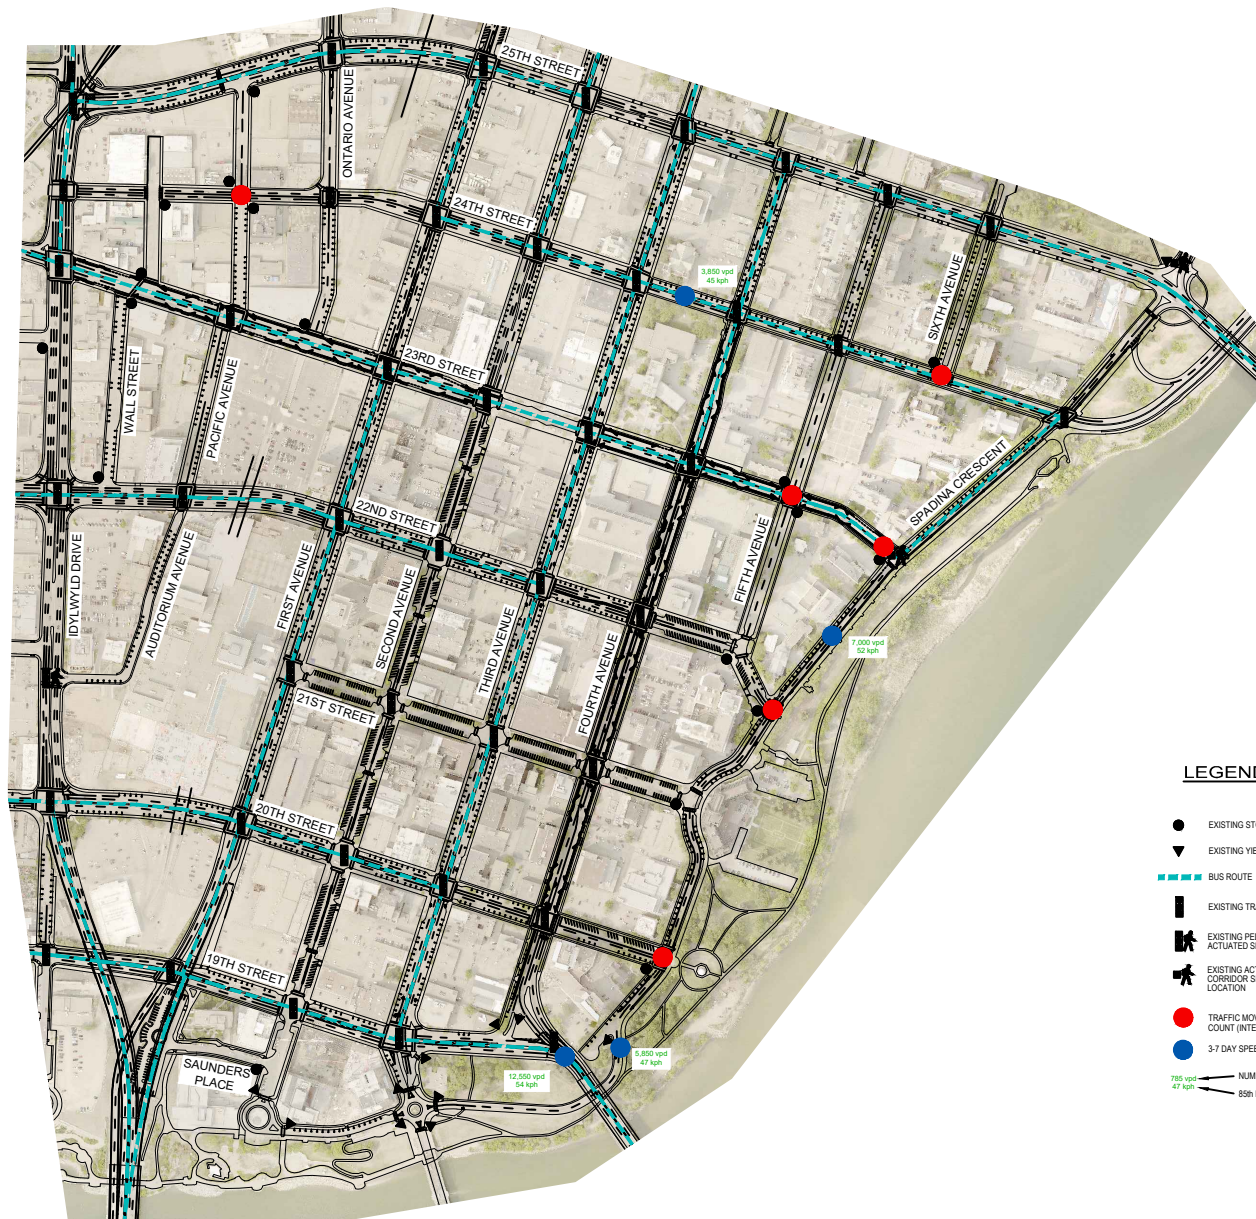 25TH STREET
ONTARIO AVENUE
24TH STREET
3,850 vpd
45 kph
SIXTH AVENUE
23RD STREET
WALL STREET
PACIFIC AVENUE
SPADINA CRESCENT
22ND STREET
IDYLWYLD DRIVE
AUDITORIUM AVENUE
FIRST AVENUE
SECOND AVENUE
THIRD AVENUE
FOURTH AVENUE
FIFTH AVENUE
7,000 vpd
52 kph
21ST STREET
20TH STREET
19TH STREET
SAUNDERS
PLACE
12,550 vpd
54 kph
5,850 vpd
47 kph
LEGEND
EXISTING ST
EXISTING YIE
BUS ROUTE
EXISTING TRA
EXISTING PE
ACTUATED S
EXISTING AC
CORRIDOR S
LOCATION
TRAFFIC MOV
COUNT (INTE
3-7 DAY SPEE
785 vpd
47 kph
NUM
85th